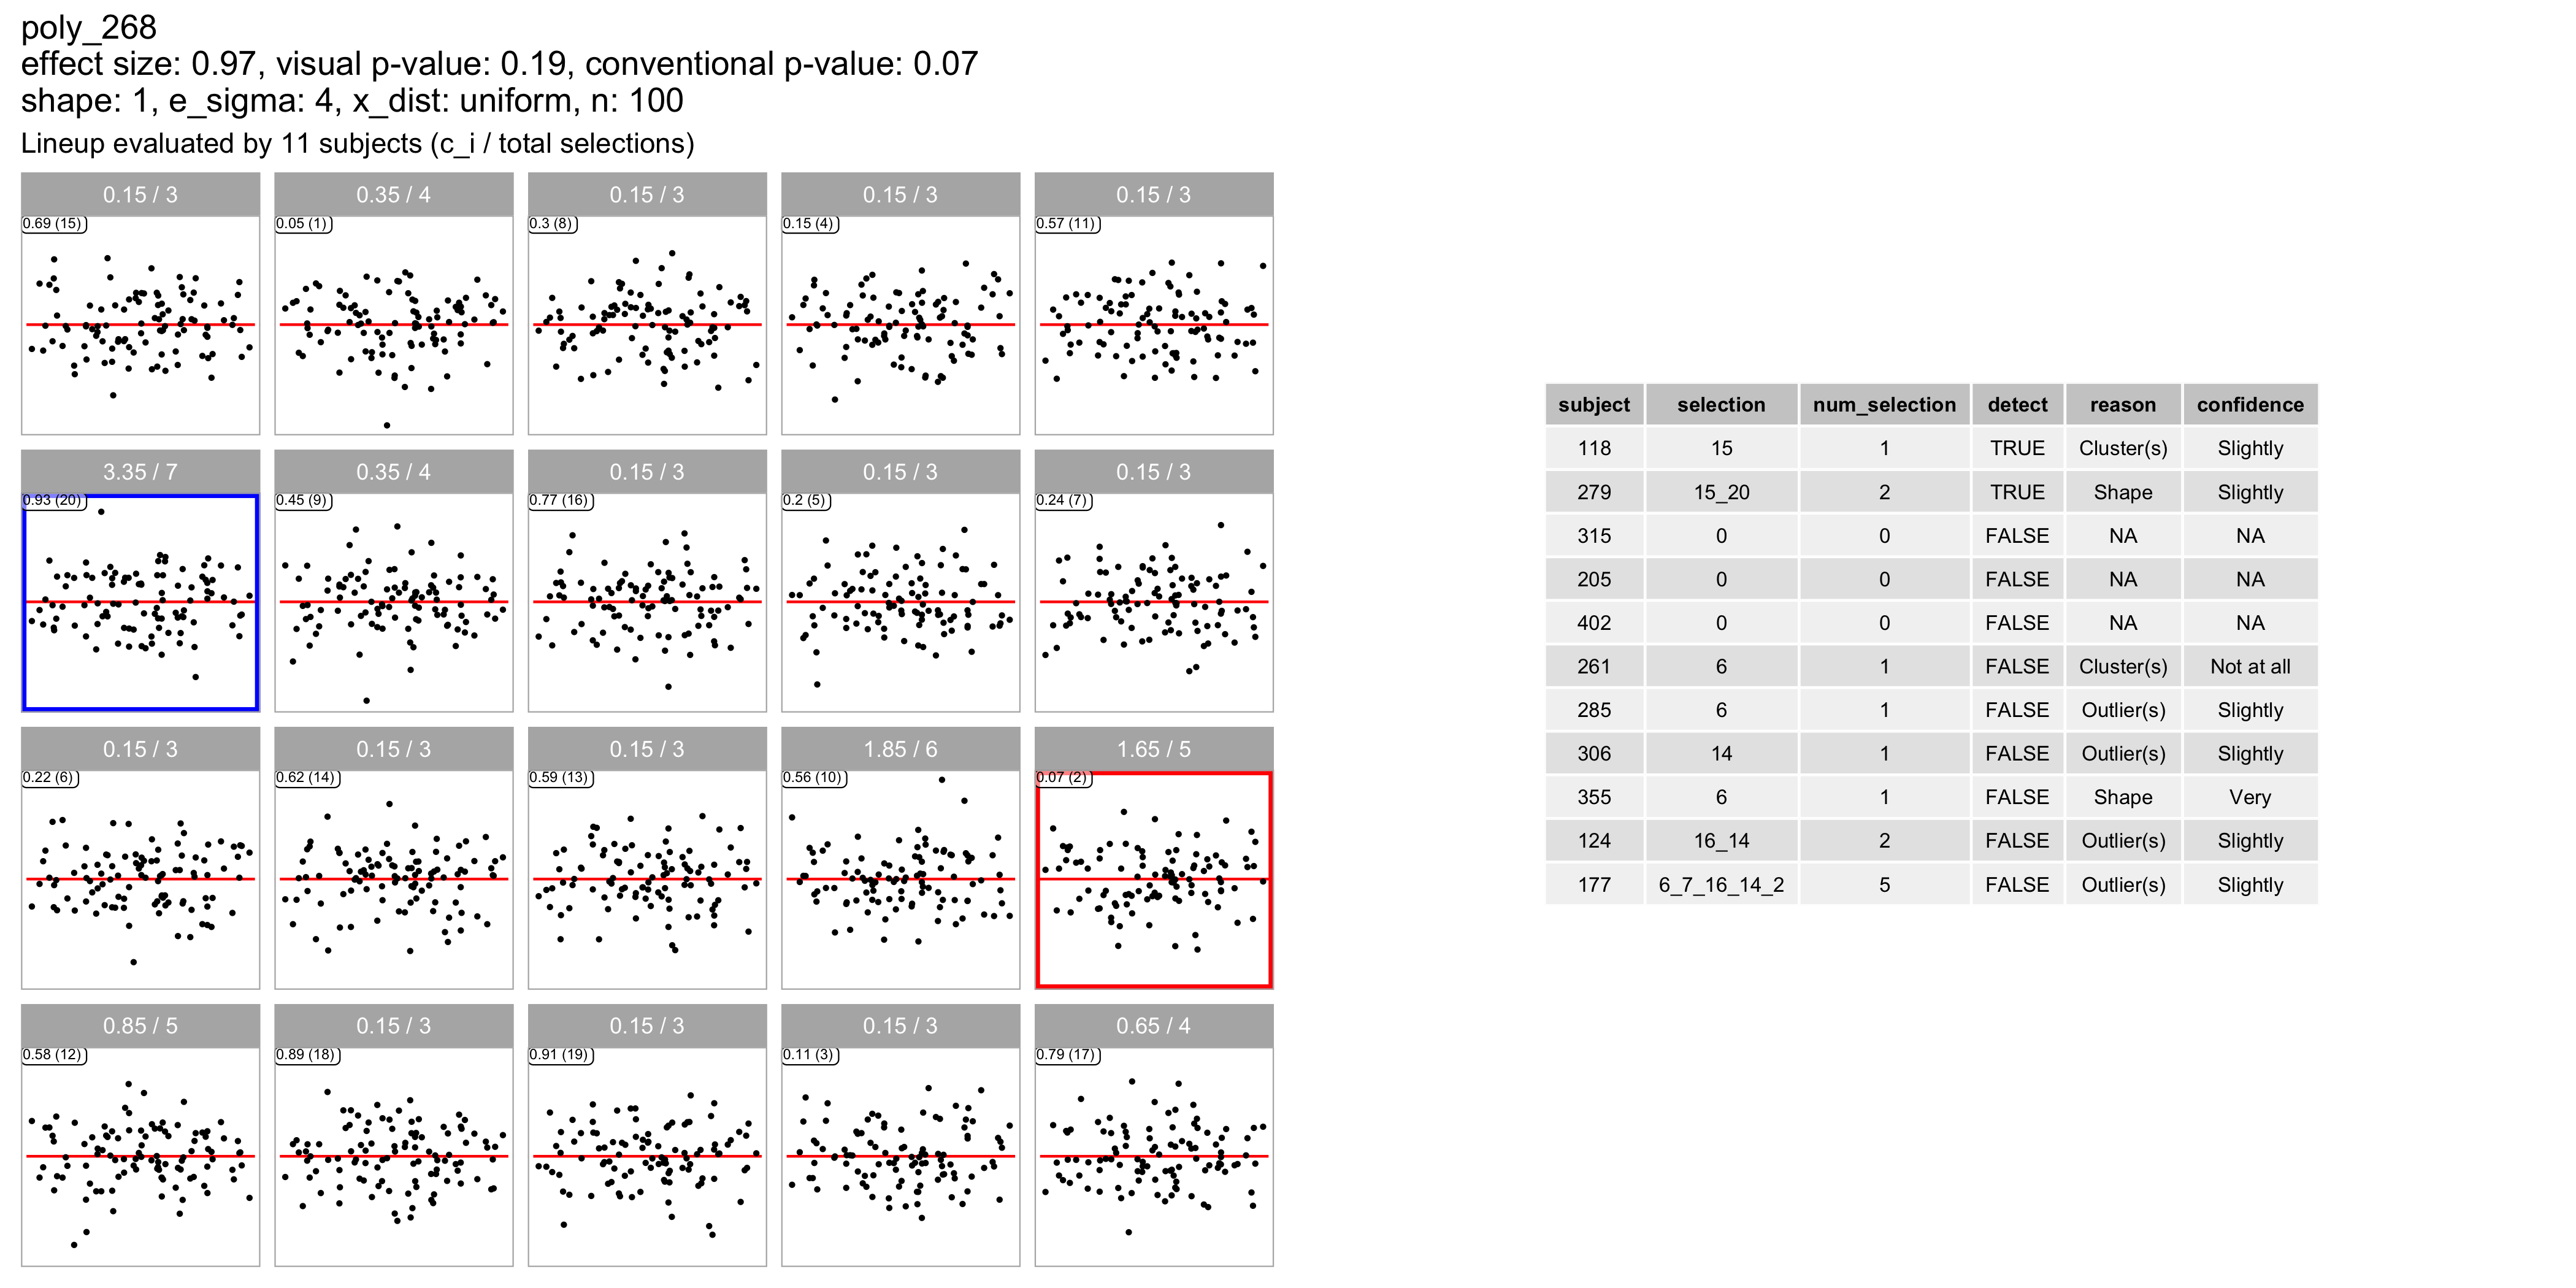 poly_268
effect size: 0.97, visual p-value: 0.19, conventional p-value: 0.07
shape: 1, e_sigma: 4, x_dist: uniform, n: 100
Lineup evaluated by 11 subjects (c_i / total selections)
0.15 / 3 0.35 / 4 0.15 / 3 0.15 / 3 0.15 / 3
0.69 (15) 0.05 (1) 0.3 (8) 0.15 (4) 0.57 (11)
3.35 / 7 0.35 / 4 0.15 / 3 0.15 / 3 0.15 / 3
0.93 (20) 0.45 (9) 0.77 (16) 0.2 (5) 0.24 (7)
0.15 / 3 0.15 / 3 0.15 / 3 1.85 / 6 1.65 / 5
0.22 (6) 0.62 (14) 0.59 (13) 0.56 (10) 0.07 (2)
0.85 / 5 0.15 / 3 0.15 / 3 0.15 / 3 0.65 / 4
0.58 (12) 0.89 (18) 0.91 (19) 0.11 (3) 0.79 (17)
subject selection num_selection detect reason confidence
118 15 1 TRUE Cluster(s) Slightly
279 15_20 2 TRUE Shape Slightly
315 0 0 FALSE NA NA
205 0 0 FALSE NA NA
402 0 0 FALSE NA NA
261 6 1 FALSE Cluster(s) Not at all
285 6 1 FALSE Outlier(s) Slightly
306 14 1 FALSE Outlier(s) Slightly
355 6 1 FALSE Shape Very
124 16_14 2 FALSE Outlier(s) Slightly
177 6_7_16_14_2 5 FALSE Outlier(s) Slightly